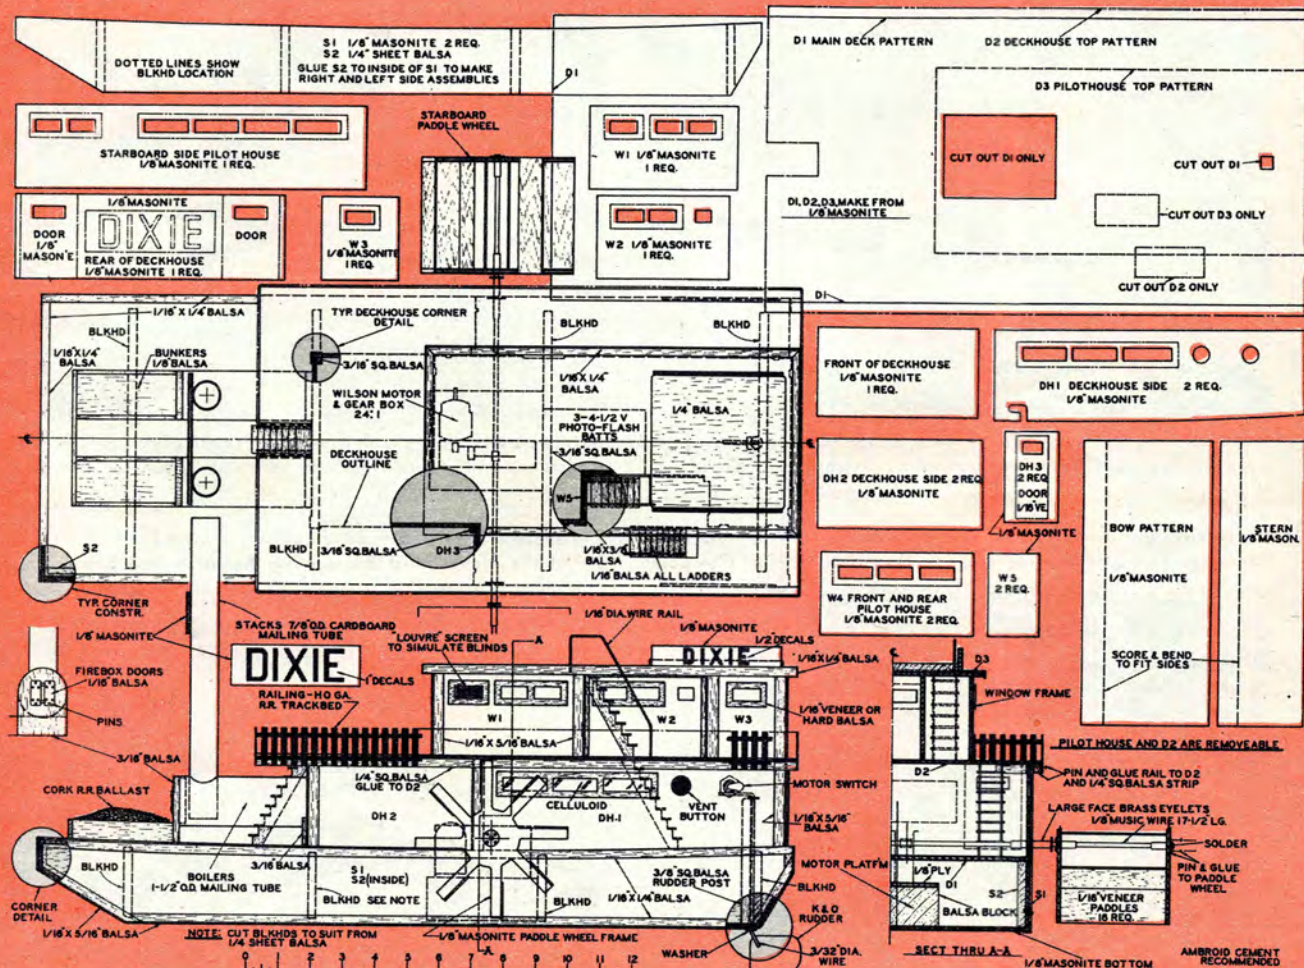 S1 1/8" MASONITE 2 REQ.
S2 1/4" SHEET BALSA
GLUE S2 TO INSIDE OF S1 TO MAKE
RIGHT AND LEFT SIDE ASSEMBLIES
DOTTED LINES SHOW
BLKHD LOCATION
D1
D1 MAIN DECK PATTERN
D2 DECKHOUSE TOP PATTERN
D3 PILOTHOUSE TOP PATTERN
CUT OUT D1 ONLY
CUT OUT D1
CUT OUT D3 ONLY
CUT OUT D2 ONLY
D1, D2, D3, MAKE FROM
1/8" MASONITE
D1
STARBOARD SIDE PILOT HOUSE
1/8" MASONITE 1 REQ.
STARBOARD
PADDLE WHEEL
W1 1/8" MASONITE
1 REQ.
1/8" MASONITE
DOOR
1/8"
MASON'E
DIXIE
DOOR
REAR OF DECKHOUSE
1/8" MASONITE 1 REQ.
W3
1/8" MASONITE
1 REQ.
W2 1/8" MASONITE
1 REQ.
1/16" X 1/4" BALSA
BLKHD
1/16" X 1/4"
BALSA
BUNKERS
1/8" BALSA
TYP. DECKHOUSE CORNER
DETAIL
3/16" SQ. BALSA
WILSON MOTOR
& GEAR BOX
24:1
DECKHOUSE
OUTLINE
BLKHD
BLKHD
1/16" X 1/4"
BALSA
1/4" BALSA
3-4-1/2 V
PHOTO-FLASH
BATTS
3/16" SQ. BALSA
W5
BLKHD
3/16" SQ. BALSA
DH 3
1/16" X 3/8"
BALSA
1/16" BALSA ALL LADDERS
S2
TYP. CORNER
CONSTR.
FRONT OF DECKHOUSE
1/8" MASONITE
1 REQ.
DH 1 DECKHOUSE SIDE 2 REQ.
1/8" MASONITE
DH 2 DECKHOUSE SIDE 2 REQ.
1/8" MASONITE
DH 3
2 REQ
DOOR
1/16" VE.
1/8" MASONITE
W4 FRONT AND REAR
PILOT HOUSE
1/8" MASONITE 2 REQ.
W5
2 REQ.
BOW PATTERN
1/8" MASONITE
STERN
1/8" MASON.
SCORE & BEND
TO FIT SIDES
1/8" MASONITE
STACKS 7/8" O.D. CARDBOARD
MAILING TUBE
DIXIE
1" DECALS
FIREBOX DOORS
1/16" BALSA
PINS
3/16" BALSA
CORK R.R. BALLAST
RAILING-HO GA.
R.R. TRACKBED
"LOUVRE" SCREEN
TO SIMULATE BLINDS
A
1/16" DIA. WIRE RAIL
1/8" MASONITE
1/2" DECALS
DIXIE
1/16" X 1/4" BALSA
W1
W2
W3
1/16" VENEER OR
HARD BALSA
1/16" X 5/16" BALSA
1/4" SQ. BALSA
GLUE TO D2
CELLULOID
DH 2
DH-1
VENT
BUTTON
MOTOR SWITCH
1/16" X 5/16"
BALSA
MOTOR PLATF'M
BLKHD
BOILERS
1-1/2" O.D. MAILING TUBE
3/16" BALSA
S1
S2 (INSIDE)
BLKHD SEE NOTE
BLKHD
3/8" SQ. BALSA
RUDDER POST
1/16" X 1/4" BALSA
BLKHD
K & O
RUDDER
CORNER
DETAIL
1/16" X 5/16" BALSA
NOTE: CUT BLKHDS TO SUIT FROM
1/4 SHEET BALSA
1/8" MASONITE PADDLE WHEEL FRAME
A
WASHER
3/32" DIA.
WIRE
0 1 2 3 4 5 6 7 8 9 10 11 12
D3
WINDOW FRAME
PILOT HOUSE AND D2 ARE REMOVEABLE
D2
PIN AND GLUE RAIL TO D2
AND 1/4" SQ. BALSA STRIP
LARGE FACE BRASS EYELETS
1/8" MUSIC WIRE 17-1/2" LG.
SOLDER
PIN & GLUE
TO PADDLE
WHEEL
1/8" PLY
D1
S2
S1
BALSA BLOCK
1/16" VENEER
PADDLES
16 REQ.
SECT THRU A-A
1/8" MASONITE BOTTOM
AMBROID CEMENT
RECOMMENDED